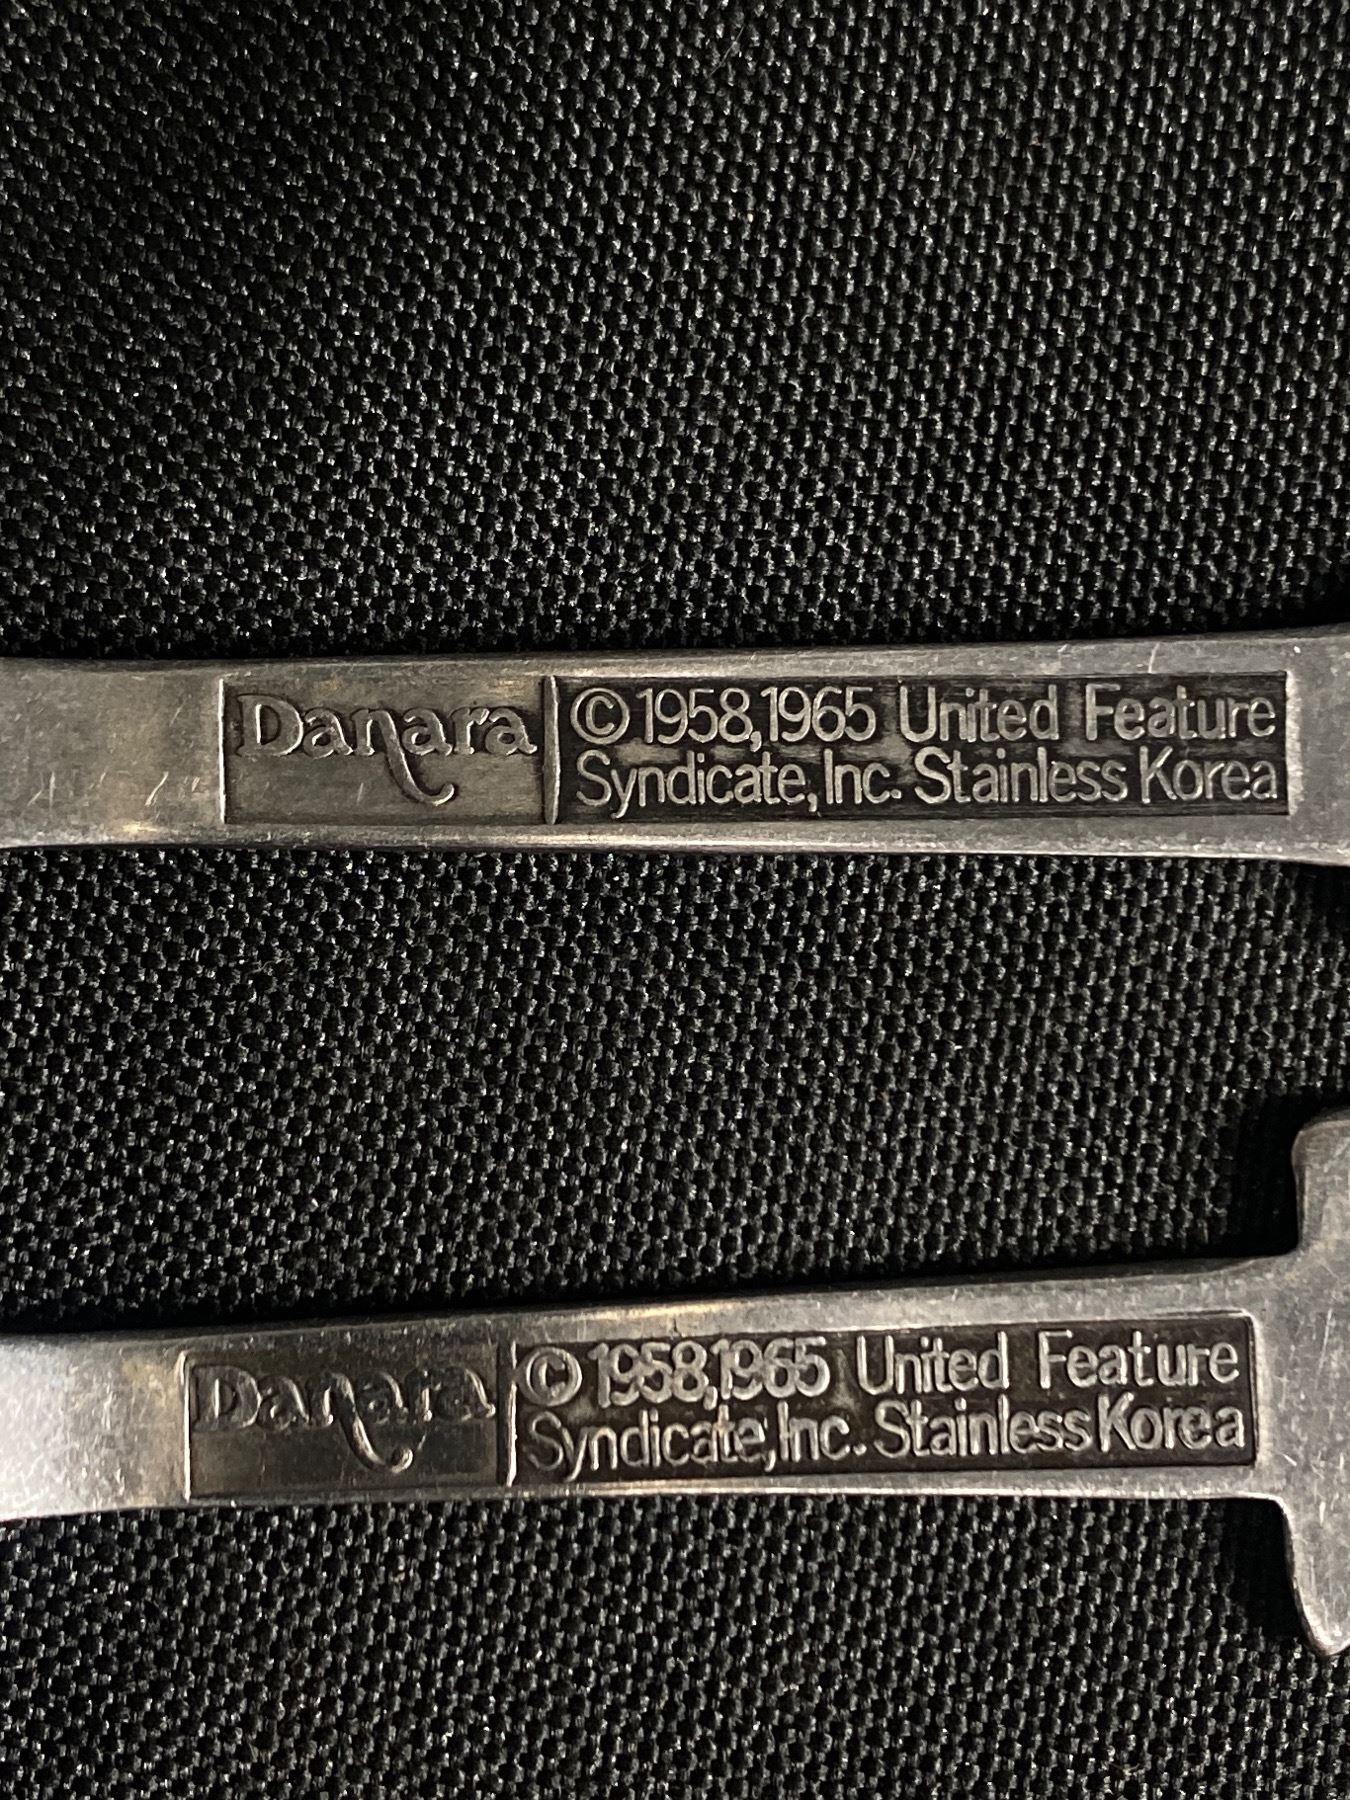 Danara
©1958,1965 United Feature
Syndicate, Inc. Stainless Korea
Danara
©1958,1965 United Feature
Syndicate, Inc. Stainless Korea